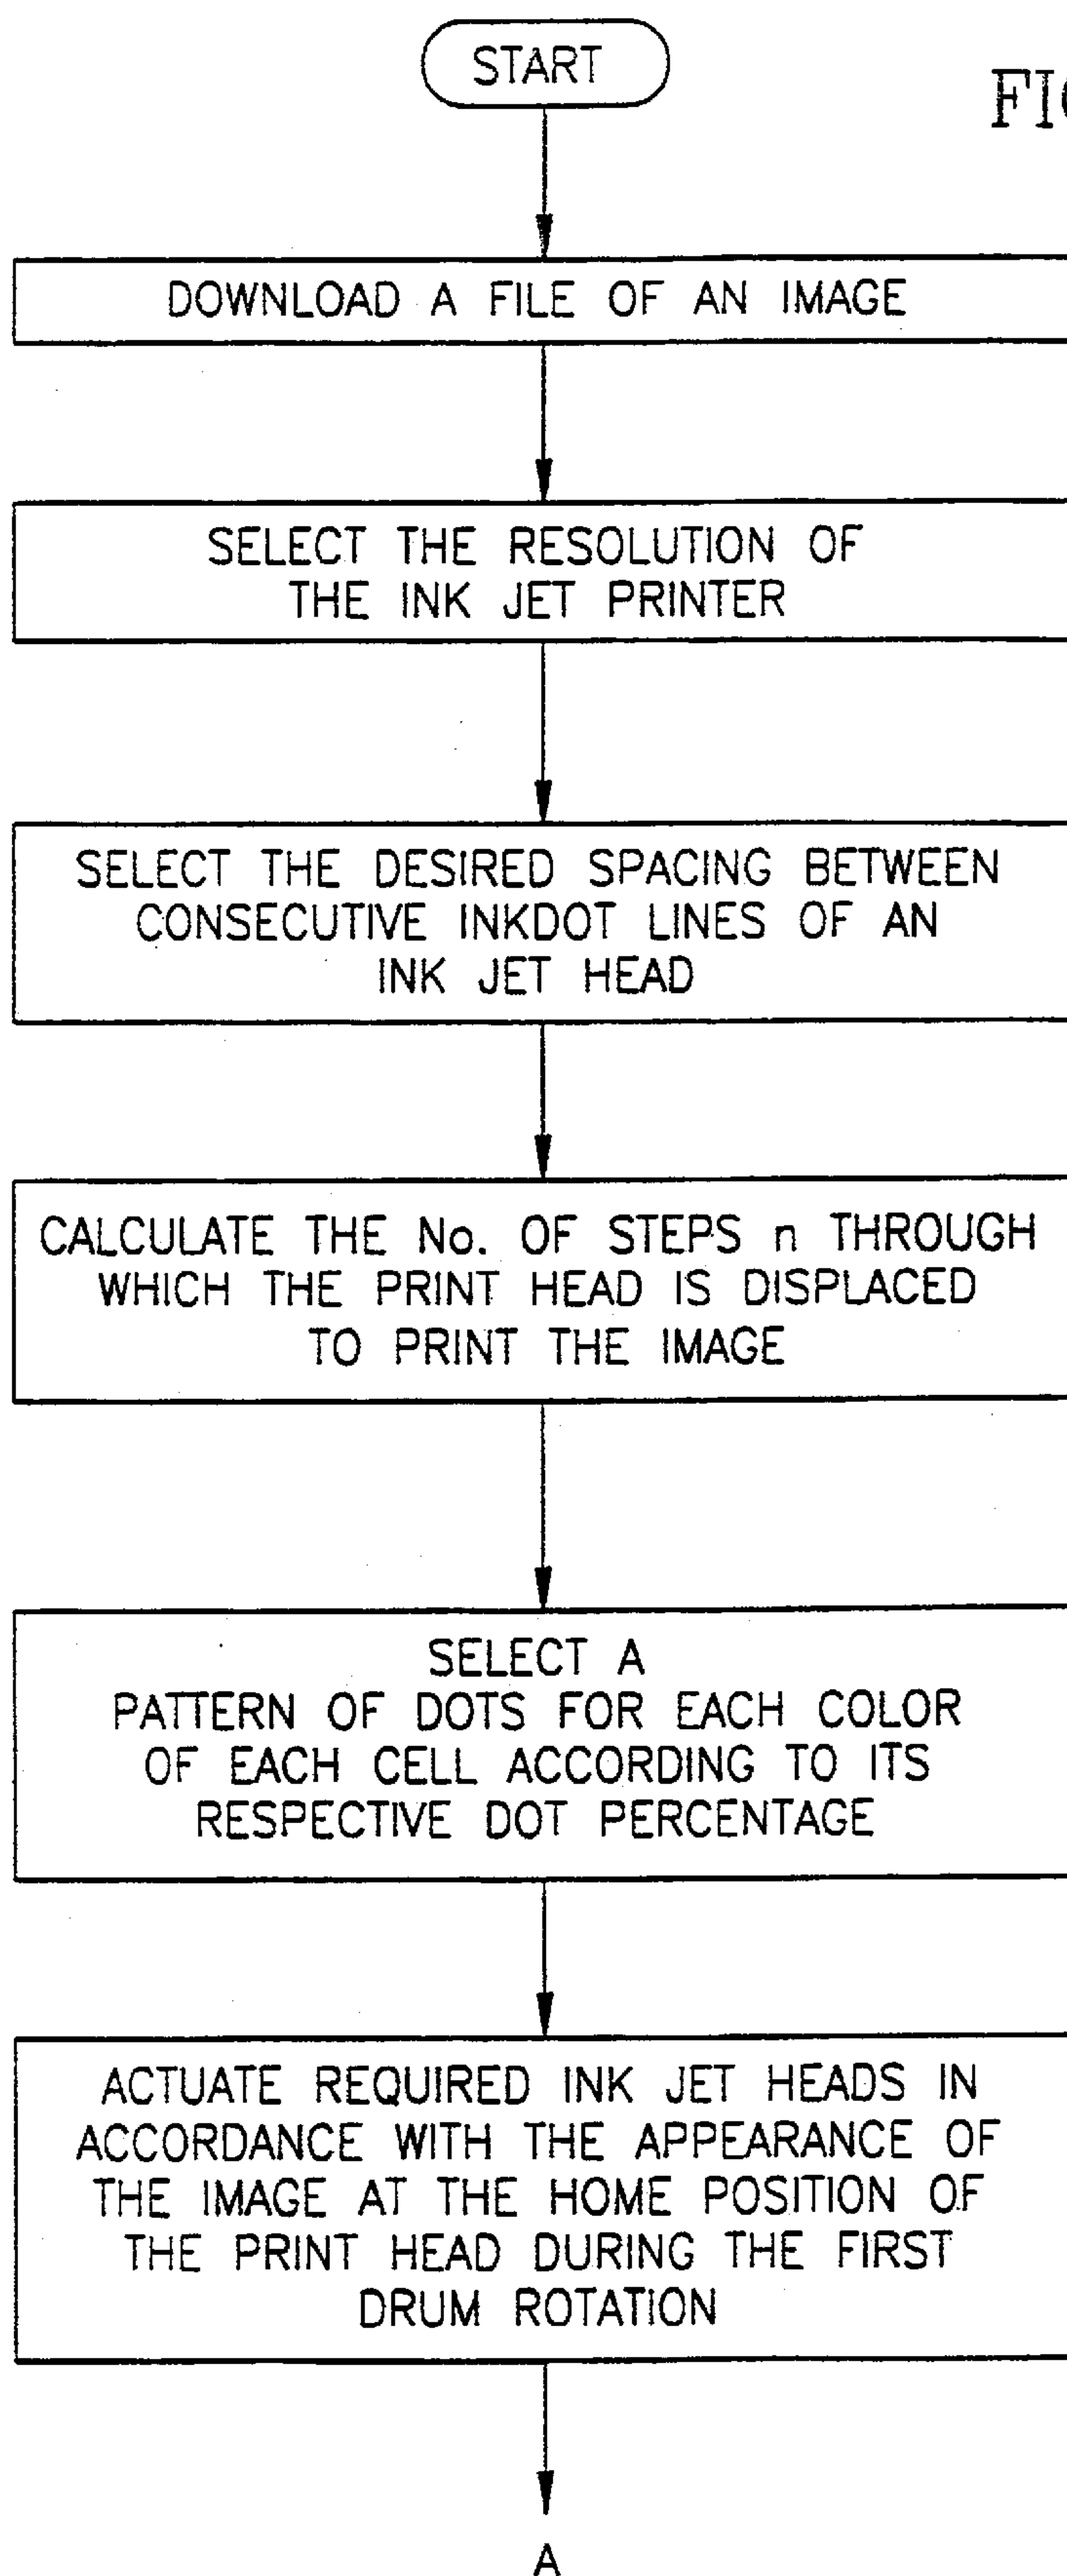 START
FIG
DOWNLOAD A FILE OF AN IMAGE
SELECT THE RESOLUTION OF
THE INK JET PRINTER
SELECT THE DESIRED SPACING BETWEEN
CONSECUTIVE INKDOT LINES OF AN
INK JET HEAD
CALCULATE THE No. OF STEPS n THROUGH
WHICH THE PRINT HEAD IS DISPLACED
TO PRINT THE IMAGE
SELECT A
PATTERN OF DOTS FOR EACH COLOR
OF EACH CELL ACCORDING TO ITS
RESPECTIVE DOT PERCENTAGE
ACTUATE REQUIRED INK JET HEADS IN
ACCORDANCE WITH THE APPEARANCE OF
THE IMAGE AT THE HOME POSITION OF
THE PRINT HEAD DURING THE FIRST
DRUM ROTATION
A